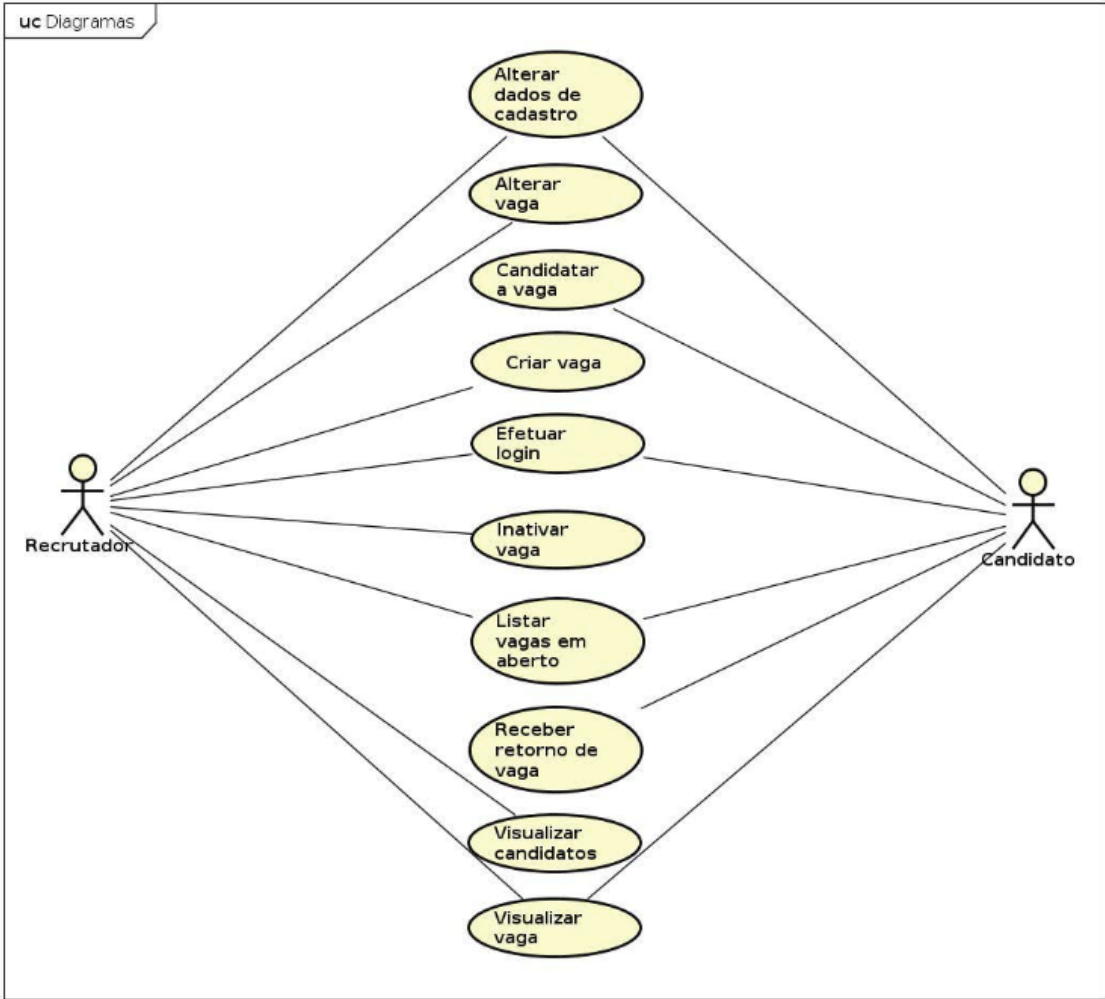 uc Diagramas
Alterar
dados de
cadastro
Alterar
vaga
Candidatar
a vaga
Criar vaga
Efetuar
login
Recrutador
Inativar
vaga
Candidato
Listar
vagas em
aberto
Receber
retorno de
vaga
Visualizar
candidatos
Visualizar
vaga